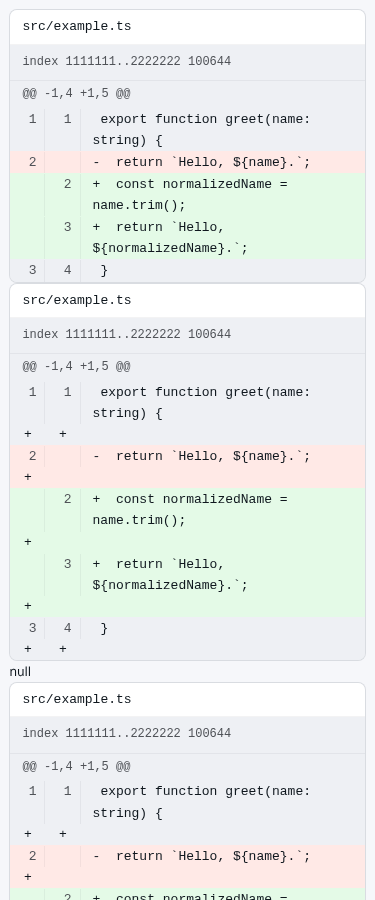 src/example.ts
index 1111111..2222222 100644
@@ -1,4 +1,5 @@
1 1 export function greet(name:
string) {
2 -  return `Hello, ${name}.`;
2 +  const normalizedName =
name.trim();
3 +  return `Hello,
${normalizedName}.`;
3 4 }
src/example.ts
index 1111111..2222222 100644
@@ -1,4 +1,5 @@
1 1 export function greet(name:
string) {
+ +
2 -  return `Hello, ${name}.`;
+
2 +  const normalizedName =
name.trim();
+
3 +  return `Hello,
${normalizedName}.`;
+
3 4 }
+ +
null
src/example.ts
index 1111111..2222222 100644
@@ -1,4 +1,5 @@
1 1 export function greet(name:
string) {
+ +
2 -  return `Hello, ${name}.`;
+
2 +  const normalizedName =